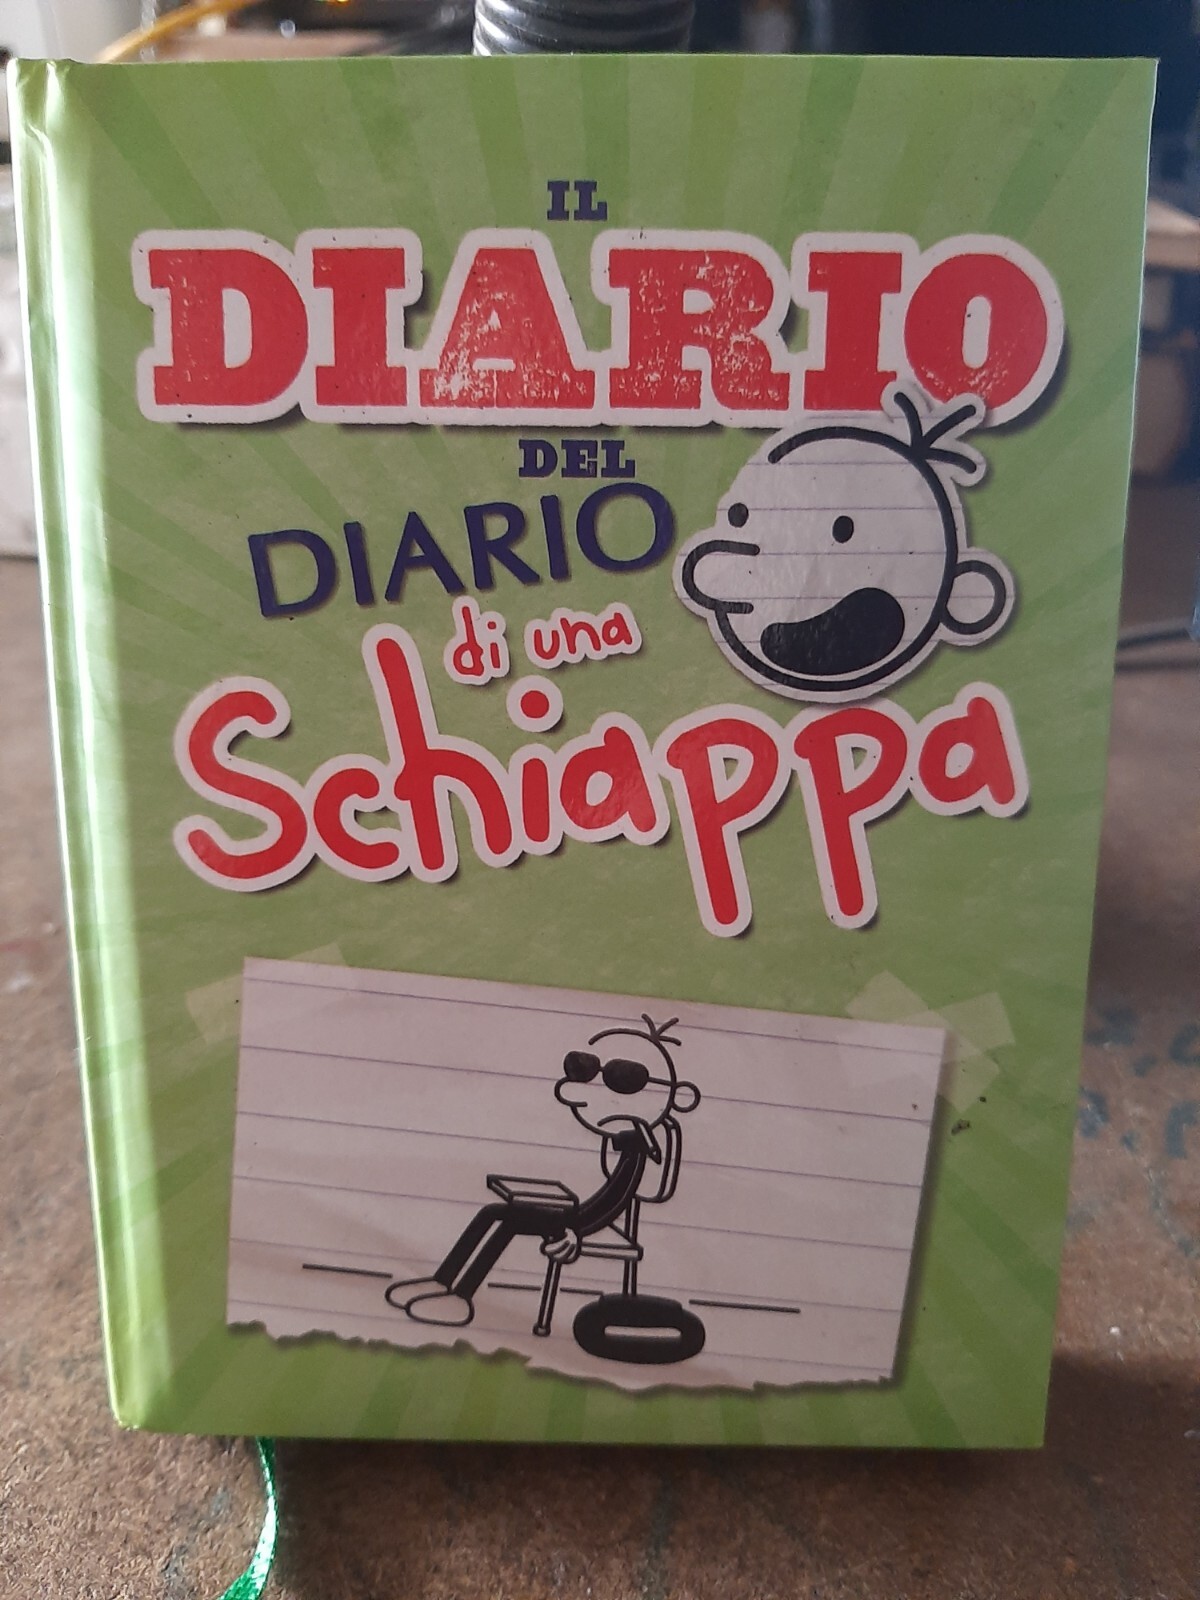 IL
DIARIO
DEL
DIARIO
di una
Schiappa